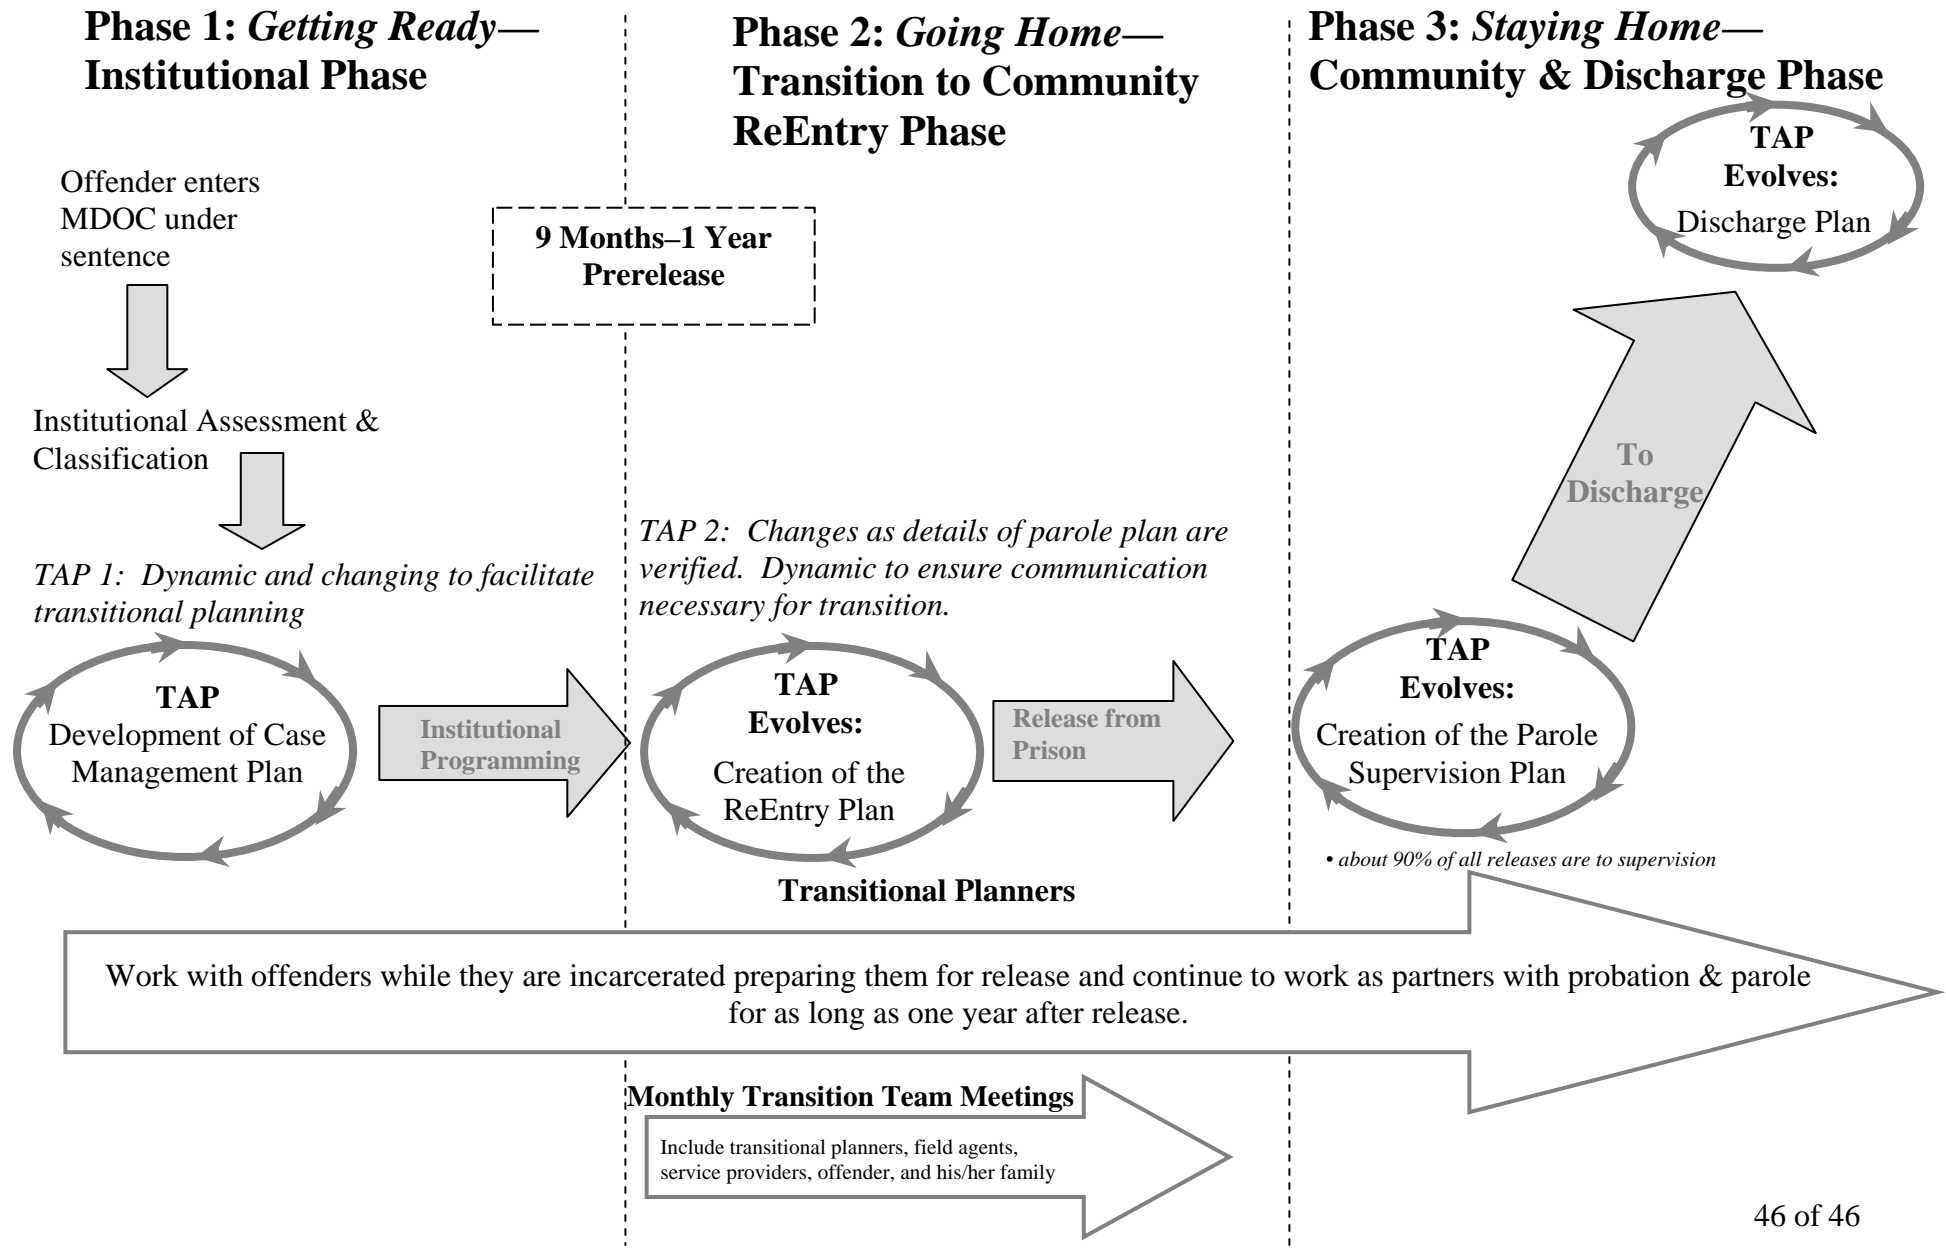 Phase 1: Getting Ready—
Institutional Phase
Phase 2: Going Home—
Transition to Community
ReEntry Phase
Phase 3: Staying Home—
Community & Discharge Phase
Offender enters
MDOC under
sentence
9 Months–1 Year
Prerelease
TAP
Evolves:
Discharge Plan
Institutional Assessment &
Classification
To
Discharge
TAP 1: Dynamic and changing to facilitate
transitional planning
TAP 2: Changes as details of parole plan are
verified. Dynamic to ensure communication
necessary for transition.
TAP
Development of Case
Management Plan
Institutional
Programming
TAP
Evolves:
Creation of the
ReEntry Plan
Release from
Prison
TAP
Evolves:
Creation of the Parole
Supervision Plan
• about 90% of all releases are to supervision
Transitional Planners
Work with offenders while they are incarcerated preparing them for release and continue to work as partners with probation & parole
for as long as one year after release.
Monthly Transition Team Meetings
Include transitional planners, field agents,
service providers, offender, and his/her family
46 of 46